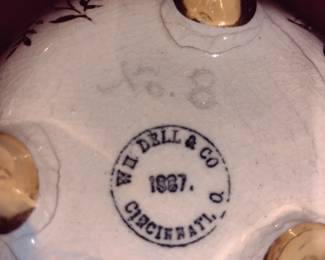 WM DELL & CO
1887.
CINCINNATI, O.